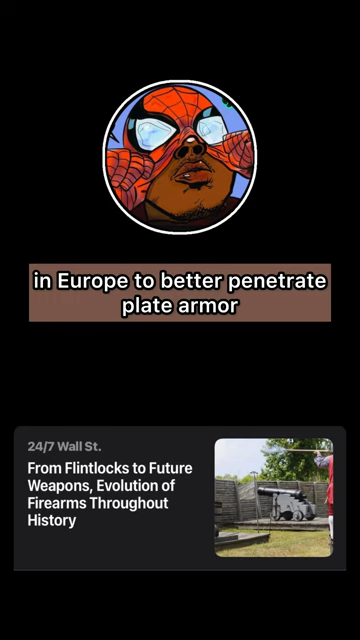 in Europe to better penetrate
plate armor
24/7 Wall St.
From Flintlocks to Future
Weapons, Evolution of
Firearms Throughout
History